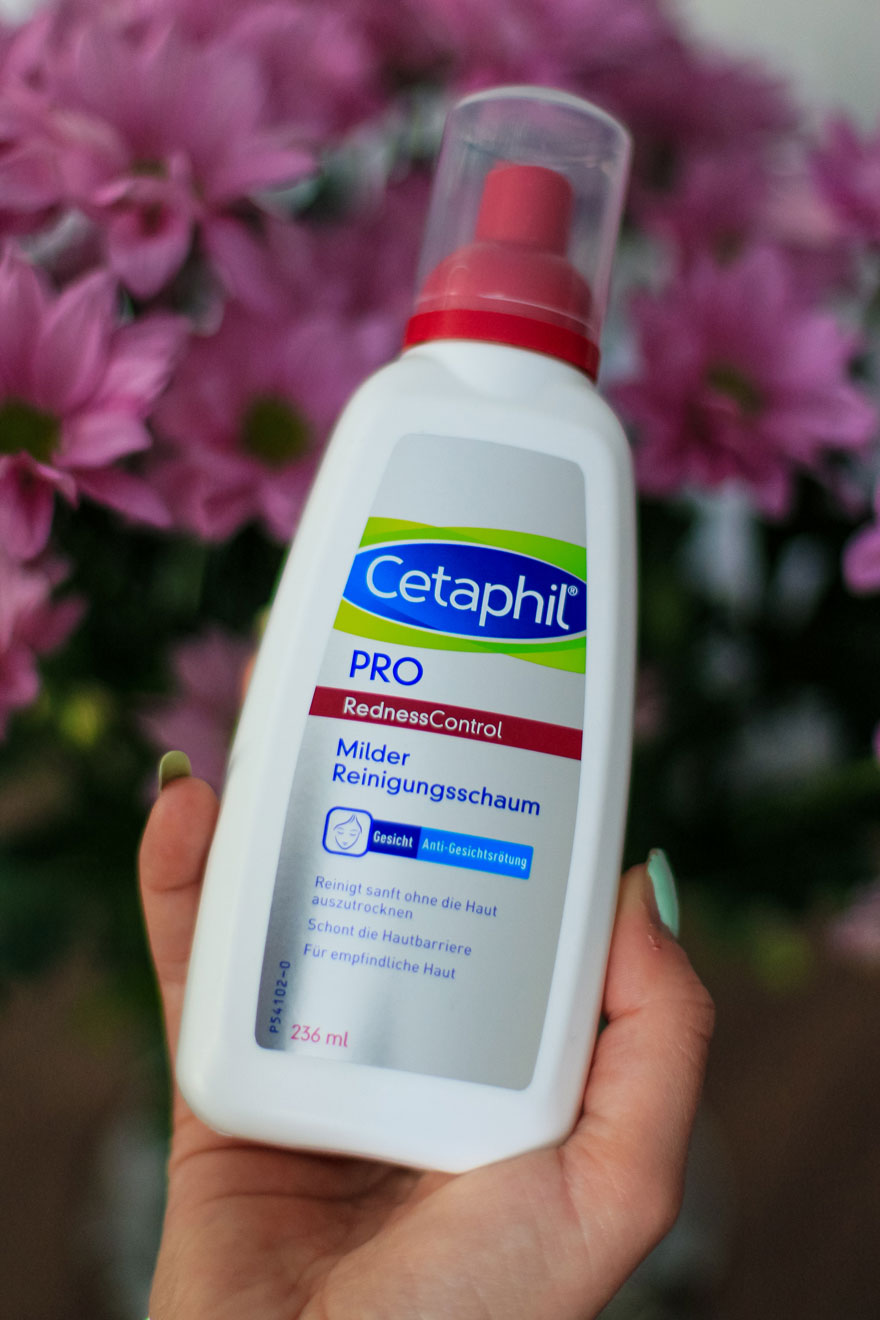 Cetaphil®
PRO
RednessControl
Milder
Reinigungsschaum
Gesicht Anti-Gesichtsrötung
Reinigt sanft ohne die Haut
auszutrocknen
Schont die Hautbarriere
Für empfindliche Haut
P54102-0
236 ml